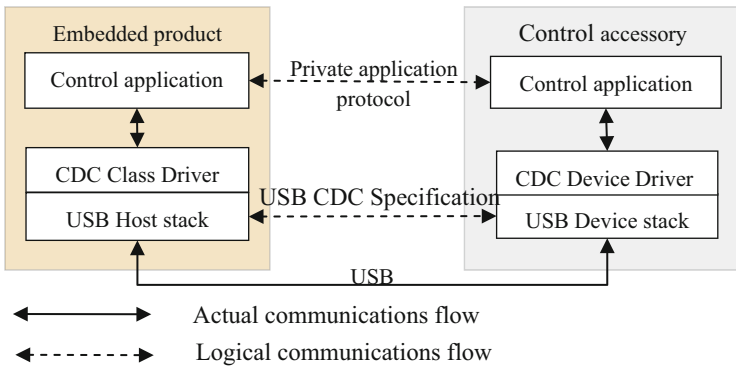 Embedded product
Control accessory
Control application
Private application
protocol
Control application
CDC Class Driver
CDC Device Driver
USB Host stack
USB CDC Specification
USB Device stack
USB
Actual communications flow
Logical communications flow